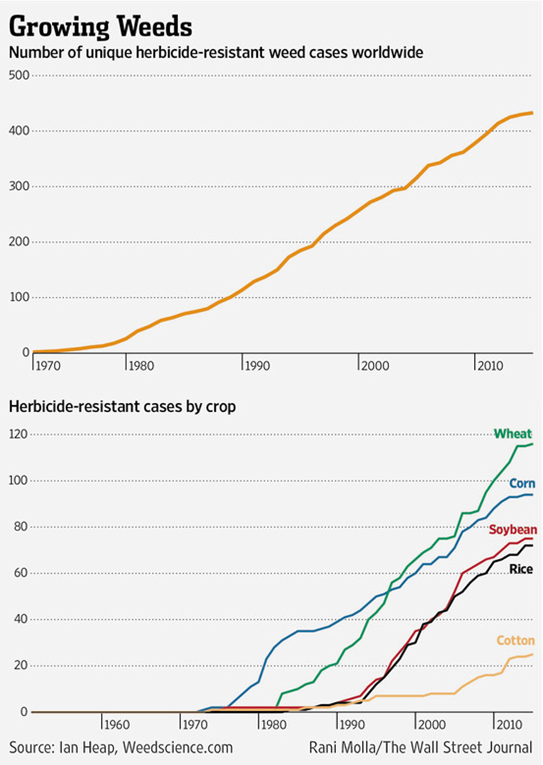 Growing Weeds
Number of unique herbicide-resistant weed cases worldwide
500
400
300
200
100
0
1970 1980 1990 2000 2010
Herbicide-resistant cases by crop
120
Wheat
100
Corn
80
Soybean
60
Rice
40
Cotton
20
0
1960 1970 1980 1990 2000 2010
Source: Ian Heap, Weedscience.com Rani Molla/The Wall Street Journal